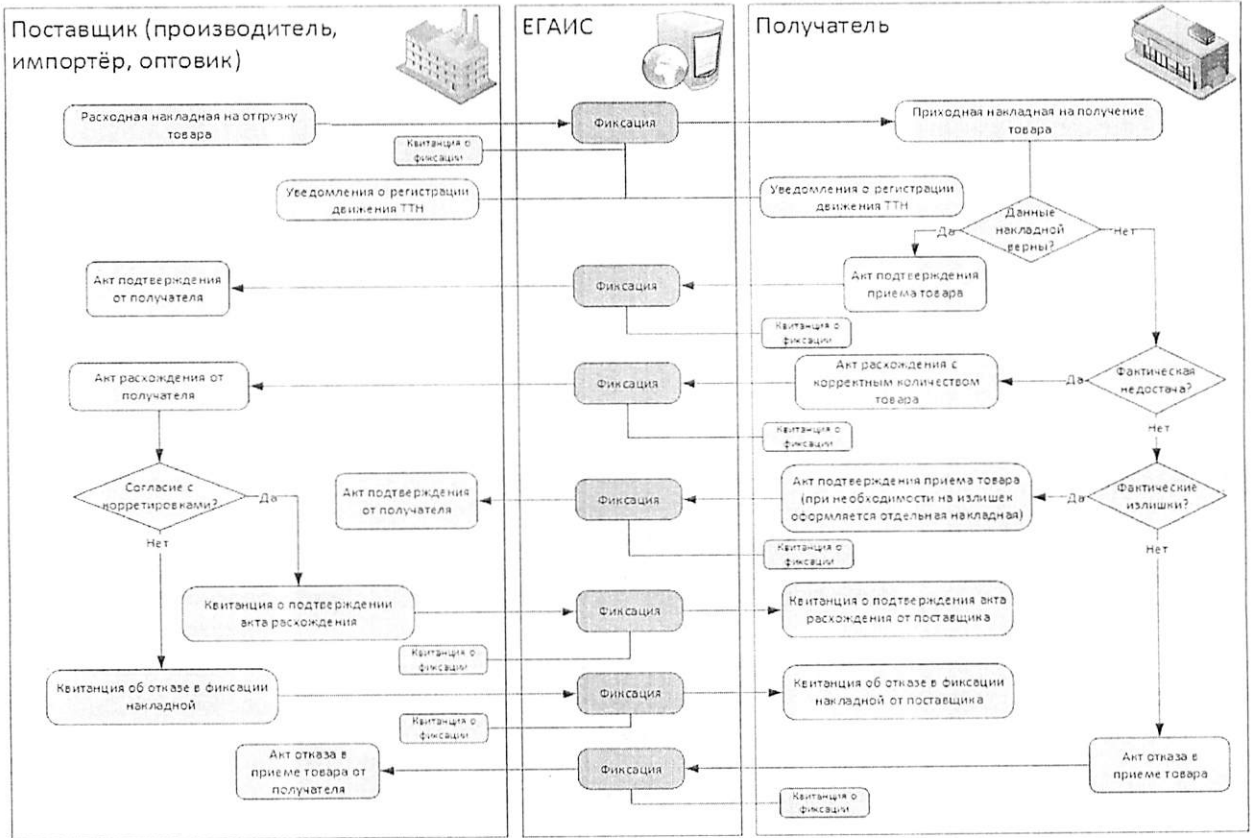 Поставщик (производитель,
импортёр, оптовик)
ЕГАИС
Получатель
Расходная накладная на отгрузку
товара
Фиксация
Приходная накладная на получение
товара
Квитанция о
фиксации
Уведомления о регистрации
движения ТТН
Уведомления о регистрации
движения ТТН
Данные
накладной
верны?
Да
Нет
Акт подтверждения
от получателя
Фиксация
Акт подтверждения
приема товара
Квитанция о
фиксации
Акт расхождения от
получателя
Фиксация
Акт расхождения с
корректным количеством
товара
Да
Фактическая
недостача?
Квитанция о
фиксации
Нет
Согласие с
корретировками?
Да
Нет
Акт подтверждения
от получателя
Фиксация
Акт подтверждения приема товара
(при необходимости на излишек
оформляется отдельная накладная)
Да
Фактические
излишки?
Квитанция о
фиксации
Нет
Квитанция о подтверждении
акта расхождения
Фиксация
Квитанция о подтверждения акта
расхождения от поставщика
Квитанция о
фиксации
Квитанция об отказе в фиксации
накладной
Фиксация
Квитанция об отказе в фиксации
накладной от поставщика
Квитанция о
фиксации
Акт отказа в
приеме товара от
получателя
Фиксация
Акт отказа в
приеме товара
Квитанция о
фиксации